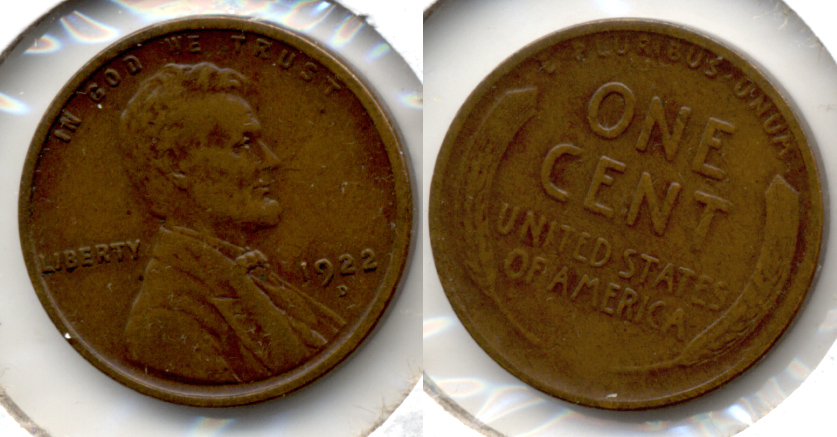 IN GOD WE TRUST
LIBERTY
1922
D
E PLURIBUS·UNUM
ONE
CENT
UNITED STATES
OF AMERICA